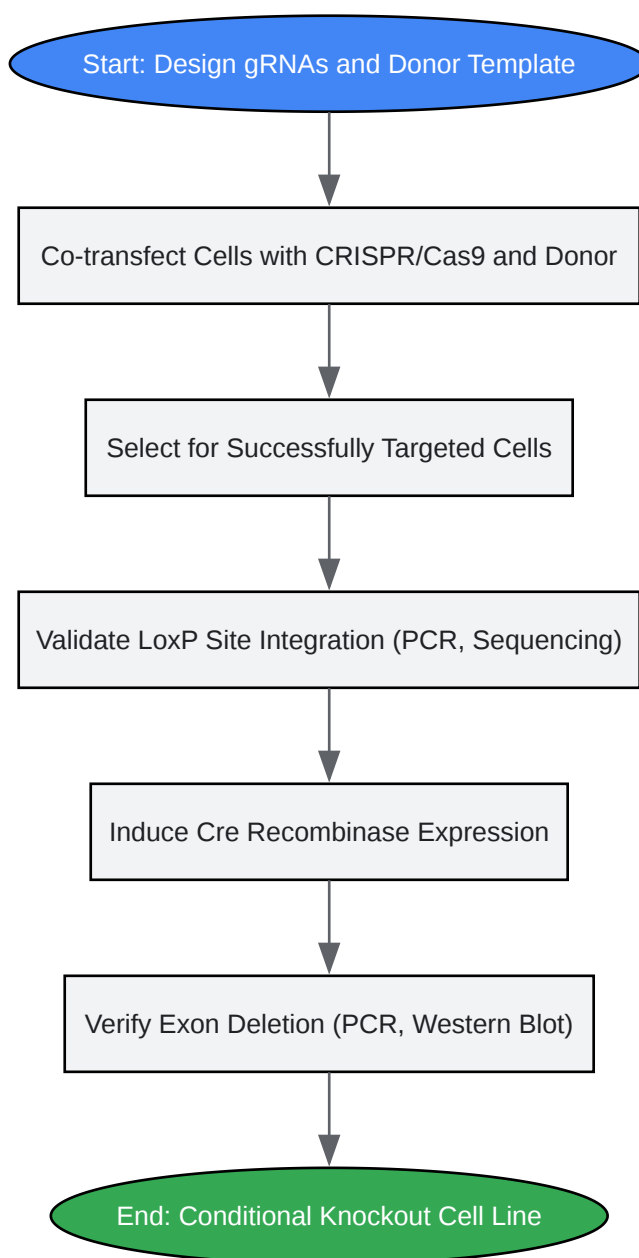 Start: Design gRNAs and Donor Template
Co-transfect Cells with CRISPR/Cas9 and Donor
Select for Successfully Targeted Cells
Validate LoxP Site Integration (PCR, Sequencing)
Induce Cre Recombinase Expression
Verify Exon Deletion (PCR, Western Blot)
End: Conditional Knockout Cell Line